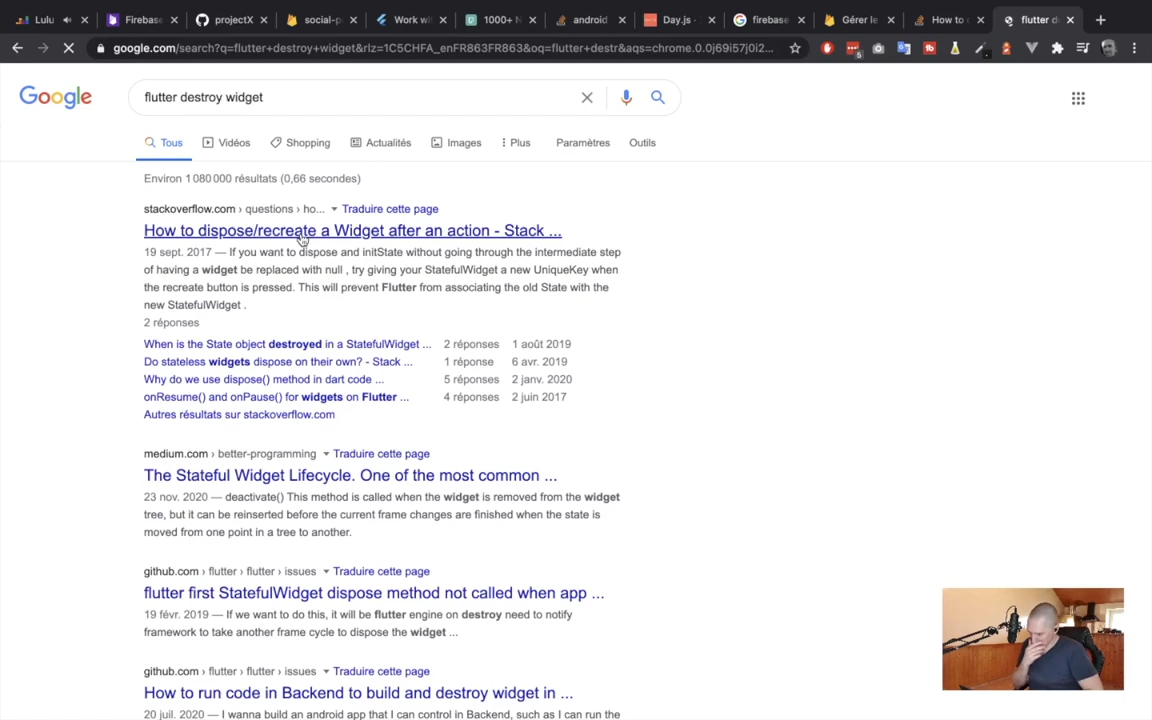 Lulu
Firebase
projectX
social-p
Work wi
1000+ N
android
Day.js -
firebase
Gérer le
How to
flutter d
google.com/search?q=flutter+destroy+widget&rlz=1C5CHFA_enFR863FR863&oq=flutter+destr&aqs=chrome.0.0j69i57j0i2...
5
Google
flutter destroy widget
Tous
Vidéos
Shopping
Actualités
Images
Plus
Paramètres
Outils
Environ 1 080 000 résultats (0,66 secondes)
stackoverflow.com › questions › ho... Traduire cette page
How to dispose/recreate a Widget after an action - Stack ...
19 sept. 2017 — If you want to dispose and initState without going through the intermediate step
of having a widget be replaced with null , try giving your StatefulWidget a new UniqueKey when
the recreate button is pressed. This will prevent Flutter from associating the old State with the
new StatefulWidget .
2 réponses
When is the State object destroyed in a StatefulWidget ... 2 réponses 1 août 2019
Do stateless widgets dispose on their own? - Stack ... 1 réponse 6 avr. 2019
Why do we use dispose() method in dart code ... 5 réponses 2 janv. 2020
onResume() and onPause() for widgets on Flutter ... 4 réponses 2 juin 2017
Autres résultats sur stackoverflow.com
medium.com › better-programming Traduire cette page
The Stateful Widget Lifecycle. One of the most common ...
23 nov. 2020 — deactivate() This method is called when the widget is removed from the widget
tree, but it can be reinserted before the current frame changes are finished when the state is
moved from one point in a tree to another.
github.com › flutter › flutter › issues Traduire cette page
flutter first StatefulWidget dispose method not called when app ...
19 févr. 2019 — If we want to do this, it will be flutter engine on destroy need to notify
framework to take another frame cycle to dispose the widget ...
github.com › flutter › flutter › issues Traduire cette page
How to run code in Backend to build and destroy widget in ...
20 juil. 2020 — I wanna build an android app that I can control in Backend, such as I can run the